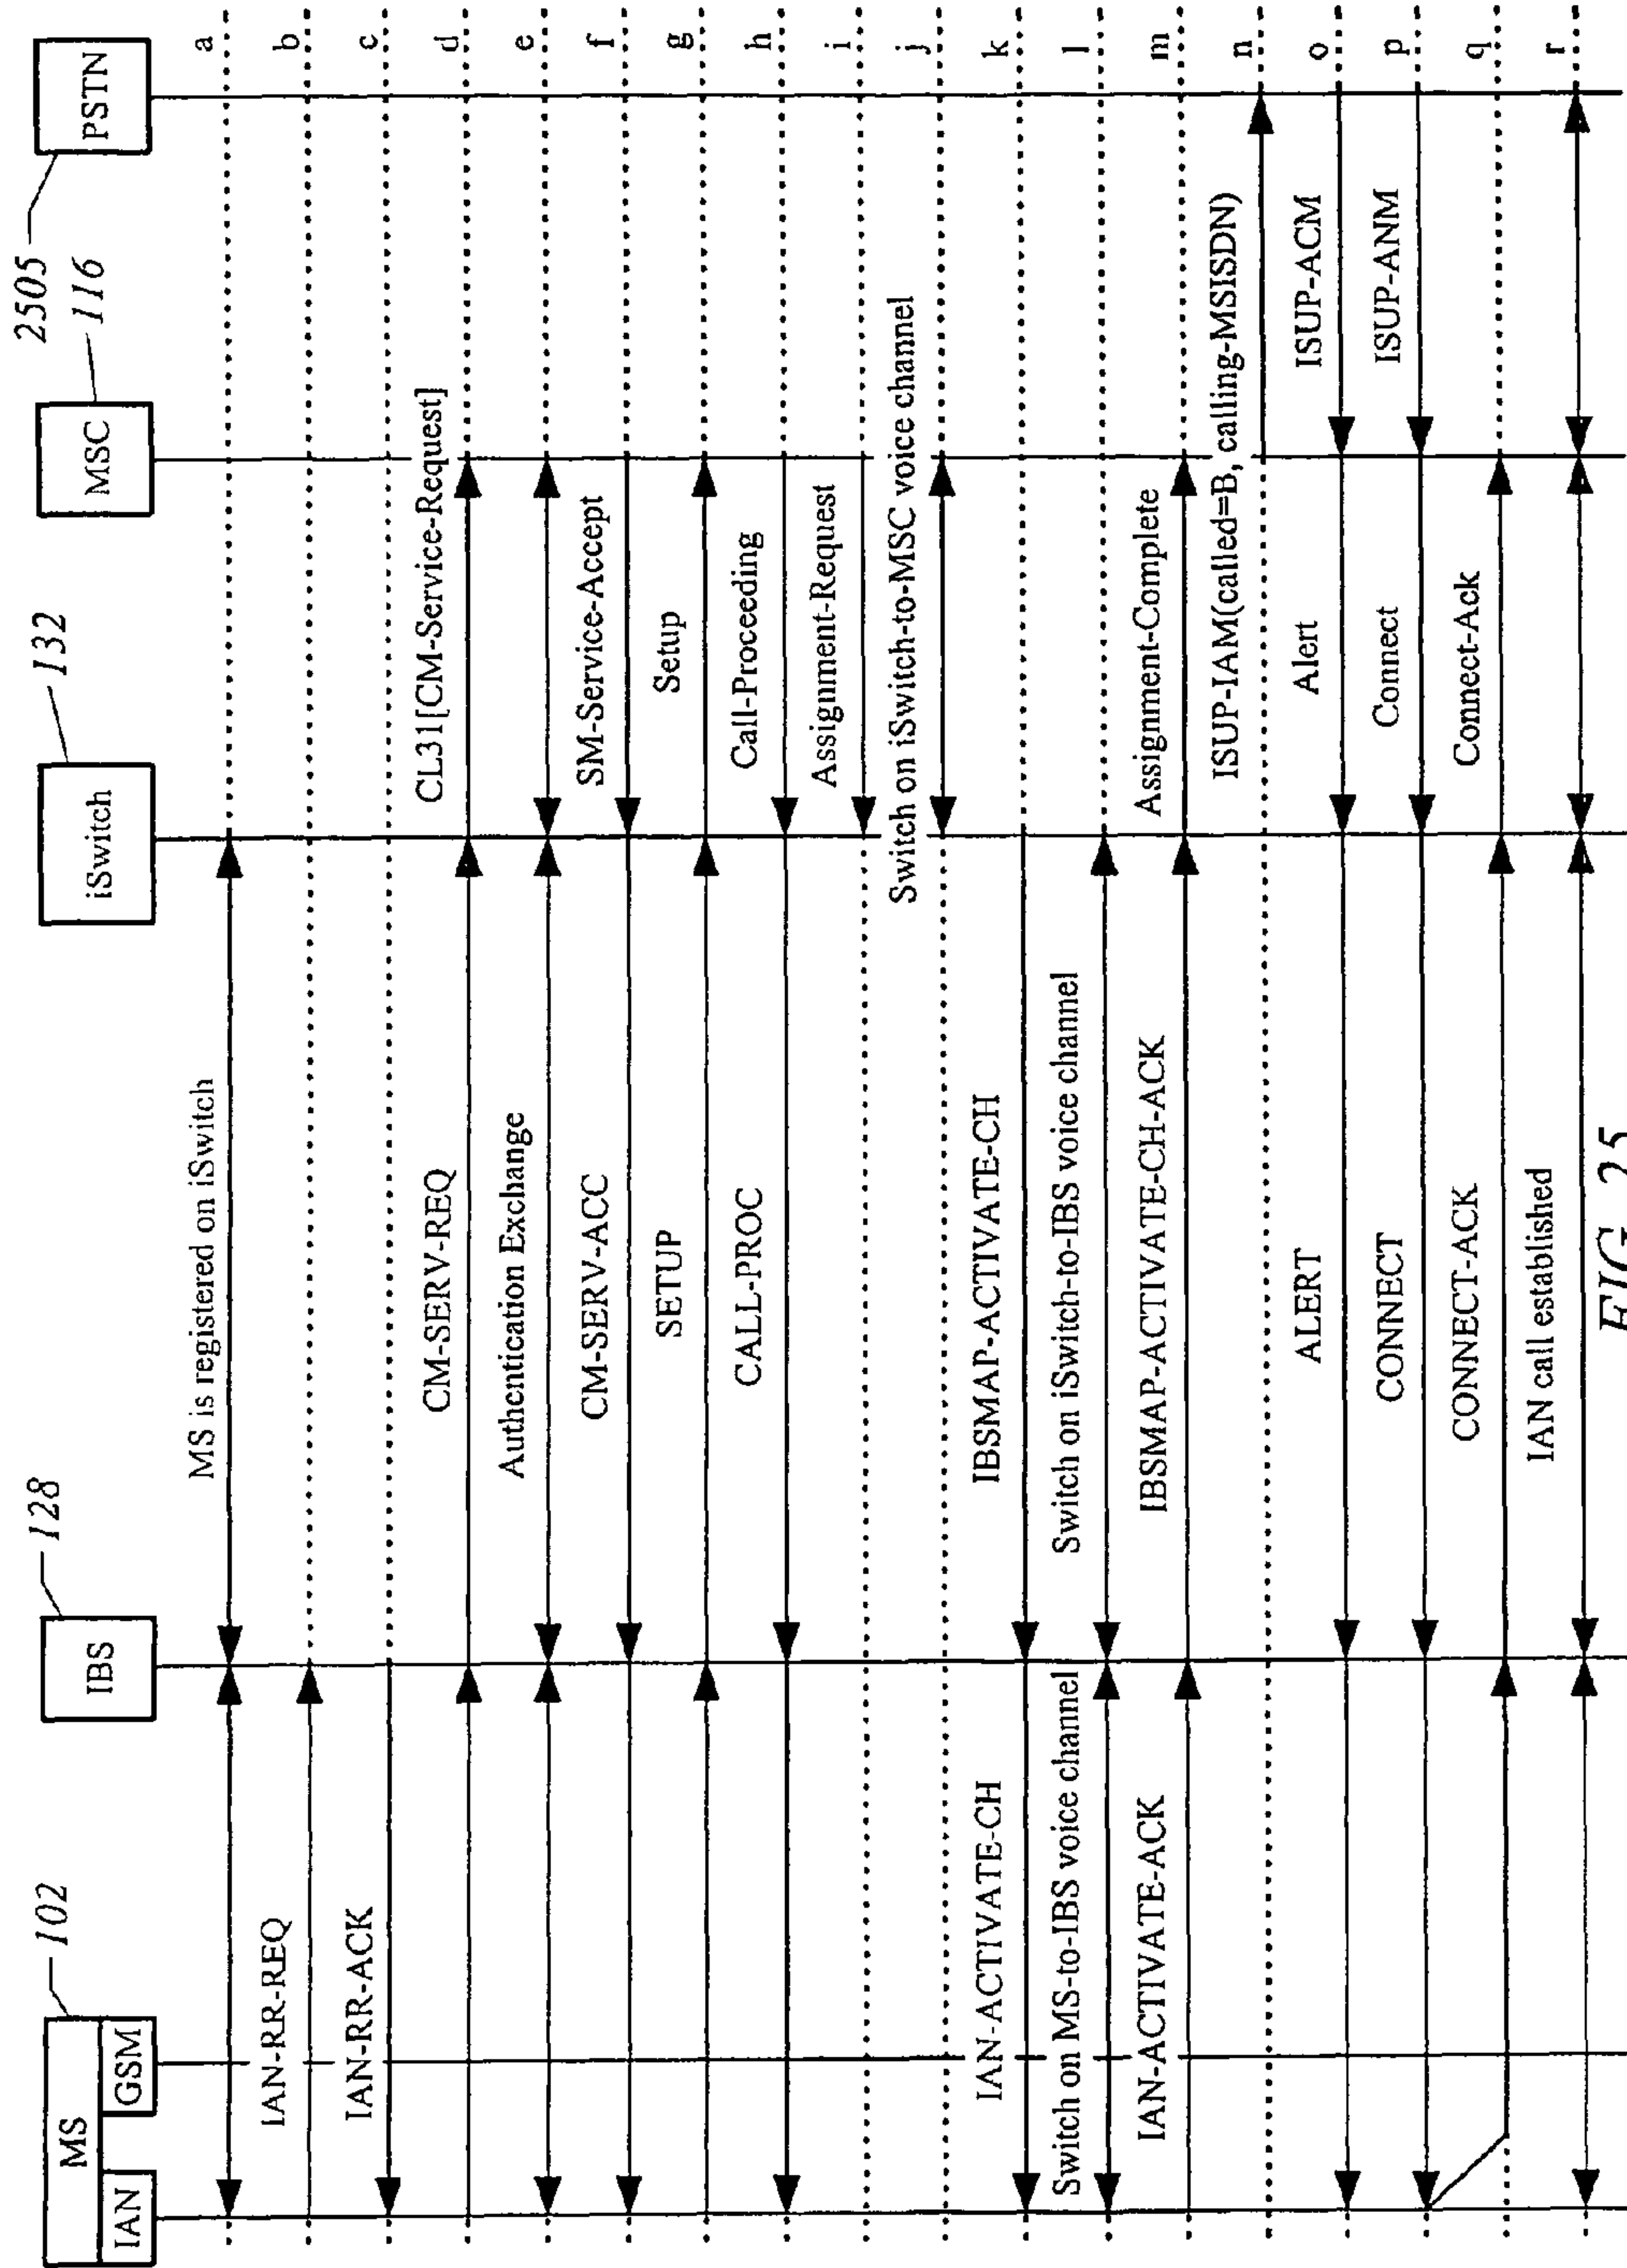 MS
IAN
GSM
102
IBS
128
iSwitch
132
MSC
116
PSTN
2505
MS is registered on iSwitch
a
IAN-RR-REQ
b
IAN-RR-ACK
c
CM-SERV-REQ
CL31[CM-Service-Request]
d
Authentication Exchange
e
CM-SERV-ACC
SM-Service-Accept
f
SETUP
Setup
g
CALL-PROC
Call-Proceeding
h
Assignment-Request
i
Switch on iSwitch-to-MSC voice channel
j
IAN-ACTIVATE-CH
IBSMAP-ACTIVATE-CH
k
Switch on MS-to-IBS voice channel
Switch on iSwitch-to-IBS voice channel
l
IAN-ACTIVATE-ACK
IBSMAP-ACTIVATE-CH-ACK
Assignment-Complete
m
ISUP-IAM(called=B, calling-MSISDN)
n
ALERT
Alert
ISUP-ACM
o
CONNECT
Connect
ISUP-ANM
p
CONNECT-ACK
Connect-Ack
q
IAN call established
r
FIG. 25